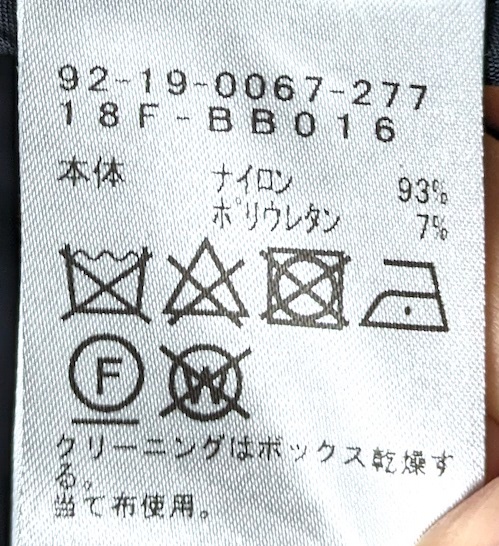 92-19-0067-277
18F-BB016
本体 ナイロン 93%
ポリウレタン 7%
F W
クリーニングはボックス乾燥す
る。
当て布使用。